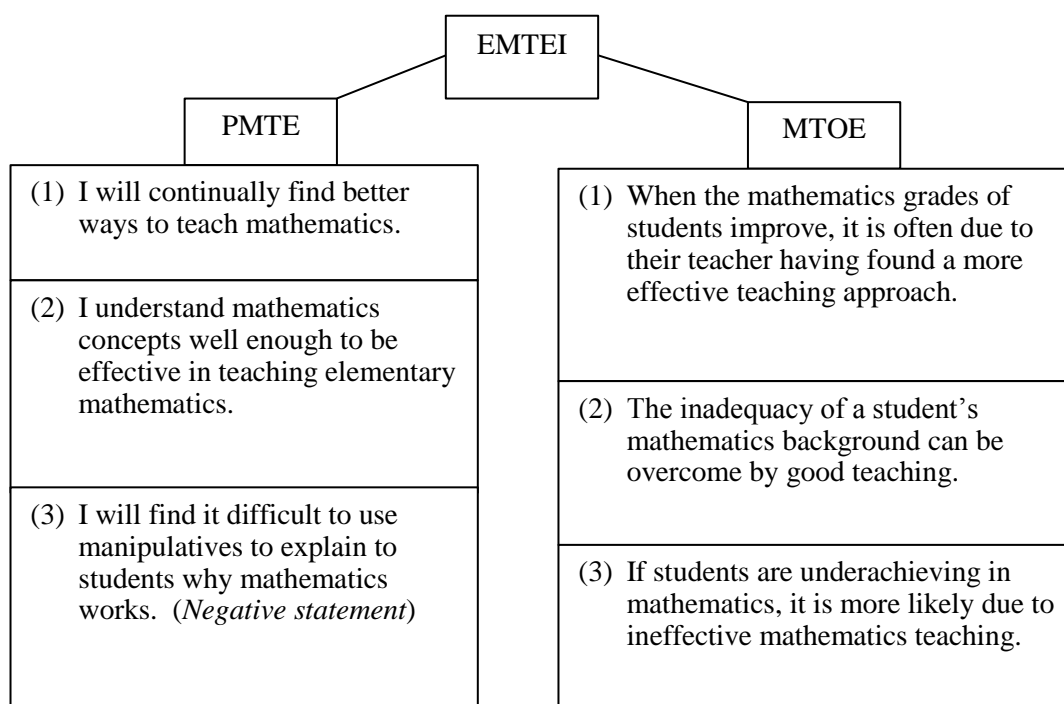 EMTEI
PMTE
MTOE
(1) I will continually find better
ways to teach mathematics.
(2) I understand mathematics
concepts well enough to be
effective in teaching elementary
mathematics.
(3) I will find it difficult to use
manipulatives to explain to
students why mathematics
works. (Negative statement)
(1) When the mathematics grades of
students improve, it is often due to
their teacher having found a more
effective teaching approach.
(2) The inadequacy of a student’s
mathematics background can be
overcome by good teaching.
(3) If students are underachieving in
mathematics, it is more likely due to
ineffective mathematics teaching.